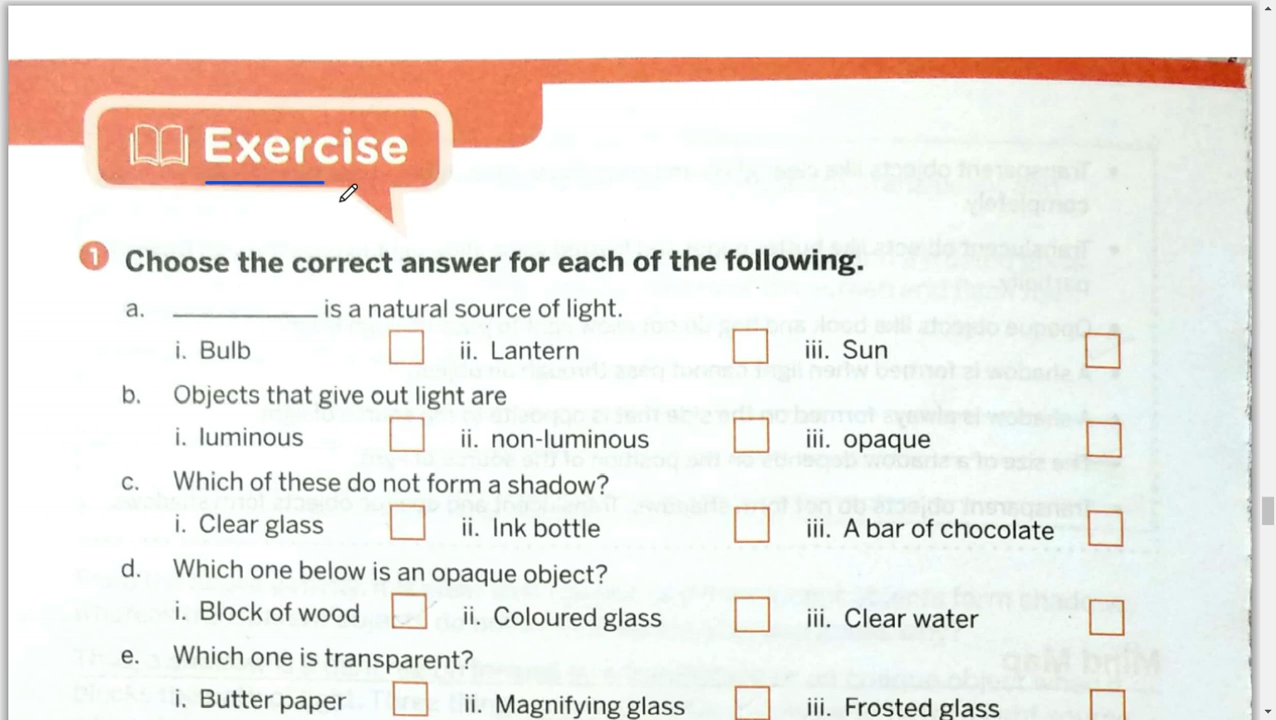 Exercise
1 Choose the correct answer for each of the following.
a. __________ is a natural source of light.
i. Bulb ii. Lantern iii. Sun
b. Objects that give out light are
i. luminous ii. non-luminous iii. opaque
c. Which of these do not form a shadow?
i. Clear glass ii. Ink bottle iii. A bar of chocolate
d. Which one below is an opaque object?
i. Block of wood ii. Coloured glass iii. Clear water
e. Which one is transparent?
i. Butter paper ii. Magnifying glass iii. Frosted glass